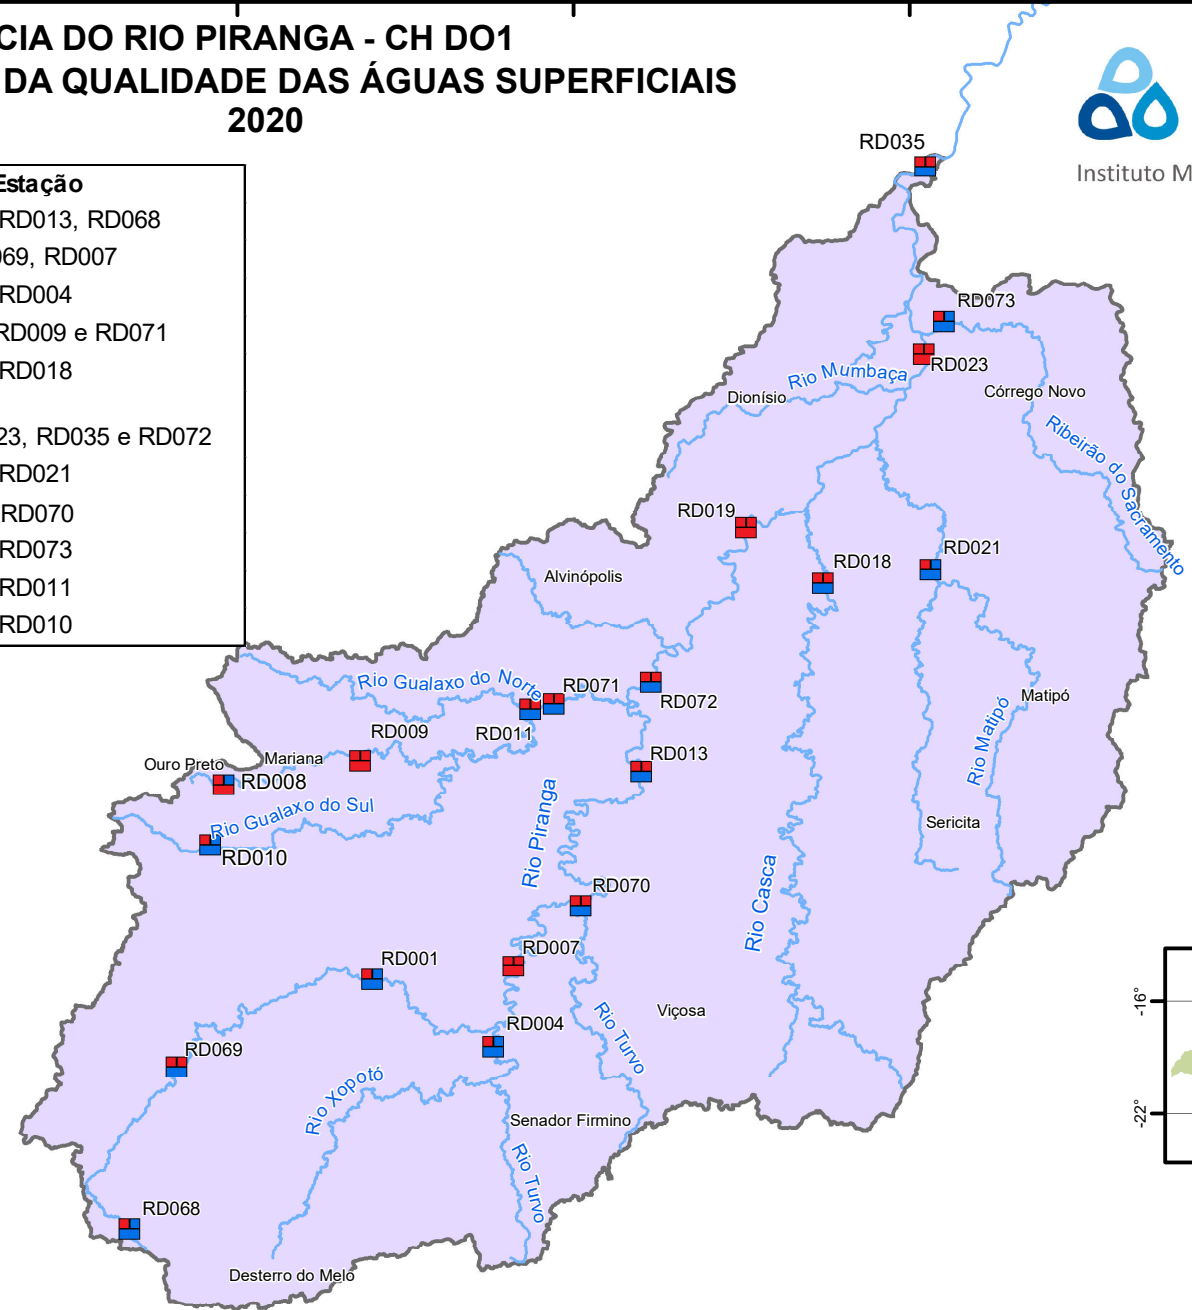 CIA DO RIO PIRANGA - CH DO1
DA QUALIDADE DAS ÁGUAS SUPERFICIAIS
2020
Instituto M
Estação
RD013, RD068
069, RD007
RD004
RD009 e RD071
RD018
23, RD035 e RD072
RD021
RD070
RD073
RD011
RD010
RD035
RD073
RD023
Rio Mumbaça
Dionísio
Córrego Novo
Ribeirão do Sacramento
RD019
RD021
RD018
Alvinópolis
Rio Gualaxo do Norte
RD071
RD072
Matipó
RD009
RD011
Rio Matipó
Mariana
RD013
Ouro Preto
RD008
Rio Gualaxo do Sul
Rio Piranga
Sericita
RD010
RD070
Rio Casca
RD007
RD001
-16°
Viçosa
RD004
Rio Turvo
RD069
Rio Xopotó
-22°
Senador Firmino
Rio Turvo
RD068
Desterro do Melo